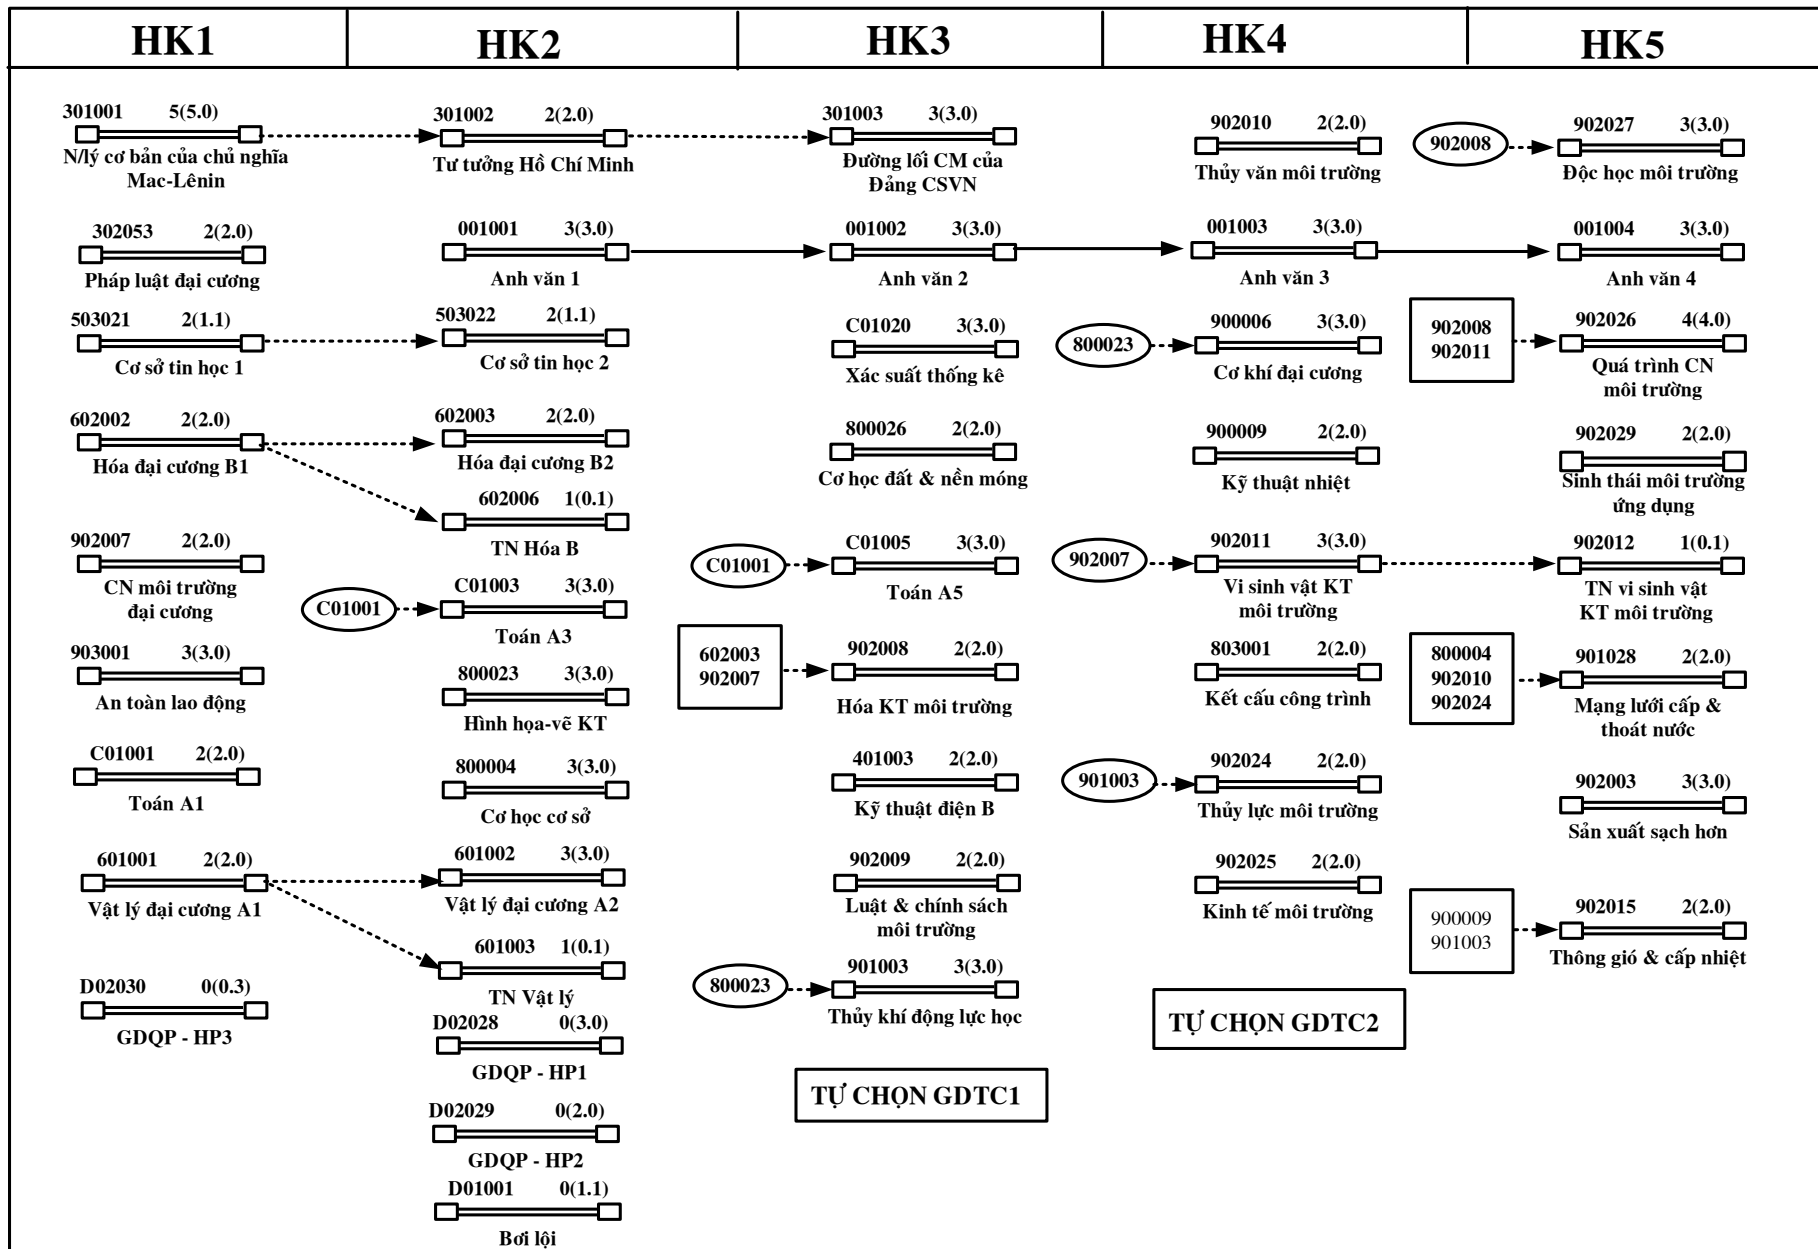 HK1
HK2
HK3
HK4
HK5
301001 5(5.0)
N/lý cơ bản của chủ nghĩa
Mac-Lênin
302053 2(2.0)
Pháp luật đại cương
503021 2(1.1)
Cơ sở tin học 1
602002 2(2.0)
Hóa đại cương B1
902007 2(2.0)
CN môi trường
đại cương
903001 3(3.0)
An toàn lao động
C01001 2(2.0)
Toán A1
601001 2(2.0)
Vật lý đại cương A1
D02030 0(0.3)
GDQP - HP3
301002 2(2.0)
Tư tưởng Hồ Chí Minh
001001 3(3.0)
Anh văn 1
503022 2(1.1)
Cơ sở tin học 2
602003 2(2.0)
Hóa đại cương B2
602006 1(0.1)
TN Hóa B
C01001
C01003 3(3.0)
Toán A3
800023 3(3.0)
Hình họa-vẽ KT
800004 3(3.0)
Cơ học cơ sở
601002 3(3.0)
Vật lý đại cương A2
601003 1(0.1)
TN Vật lý
D02028 0(3.0)
GDQP - HP1
D02029 0(2.0)
GDQP - HP2
D01001 0(1.1)
Bơi lội
301003 3(3.0)
Đường lối CM của
Đảng CSVN
001002 3(3.0)
Anh văn 2
C01020 3(3.0)
Xác suất thống kê
800026 2(2.0)
Cơ học đất & nền móng
C01001
C01005 3(3.0)
Toán A5
602003
902007
902008 2(2.0)
Hóa KT môi trường
401003 2(2.0)
Kỹ thuật điện B
902009 2(2.0)
Luật & chính sách
môi trường
800023
901003 3(3.0)
Thủy khí động lực học
TỰ CHỌN GDTC1
902010 2(2.0)
Thủy văn môi trường
001003 3(3.0)
Anh văn 3
800023
900006 3(3.0)
Cơ khí đại cương
900009 2(2.0)
Kỹ thuật nhiệt
902007
902011 3(3.0)
Vi sinh vật KT
môi trường
803001 2(2.0)
Kết cấu công trình
901003
902024 2(2.0)
Thủy lực môi trường
902025 2(2.0)
Kinh tế môi trường
TỰ CHỌN GDTC2
902008
902027 3(3.0)
Độc học môi trường
001004 3(3.0)
Anh văn 4
902008
902011
902026 4(4.0)
Quá trình CN
môi trường
902029 2(2.0)
Sinh thái môi trường
ứng dụng
902012 1(0.1)
TN vi sinh vật
KT môi trường
800004
902010
902024
901028 2(2.0)
Mạng lưới cấp &
thoát nước
902003 3(3.0)
Sản xuất sạch hơn
900009
901003
902015 2(2.0)
Thông gió & cấp nhiệt